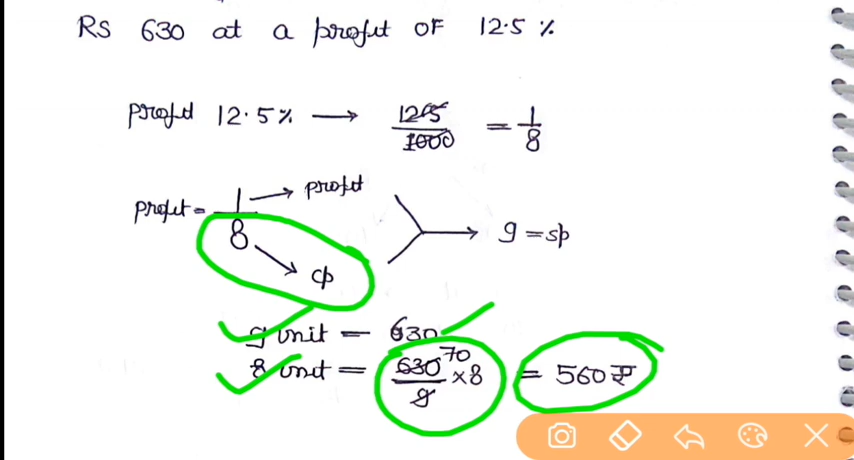 RS 630 at a profit OF 12.5 %
profit 12.5% → 125/1000 = 1/8
profit = 1/8 → profit → cp → 9 = sp
9 unit = 630
8 unit = 630/9 70 × 8 = 560 रु